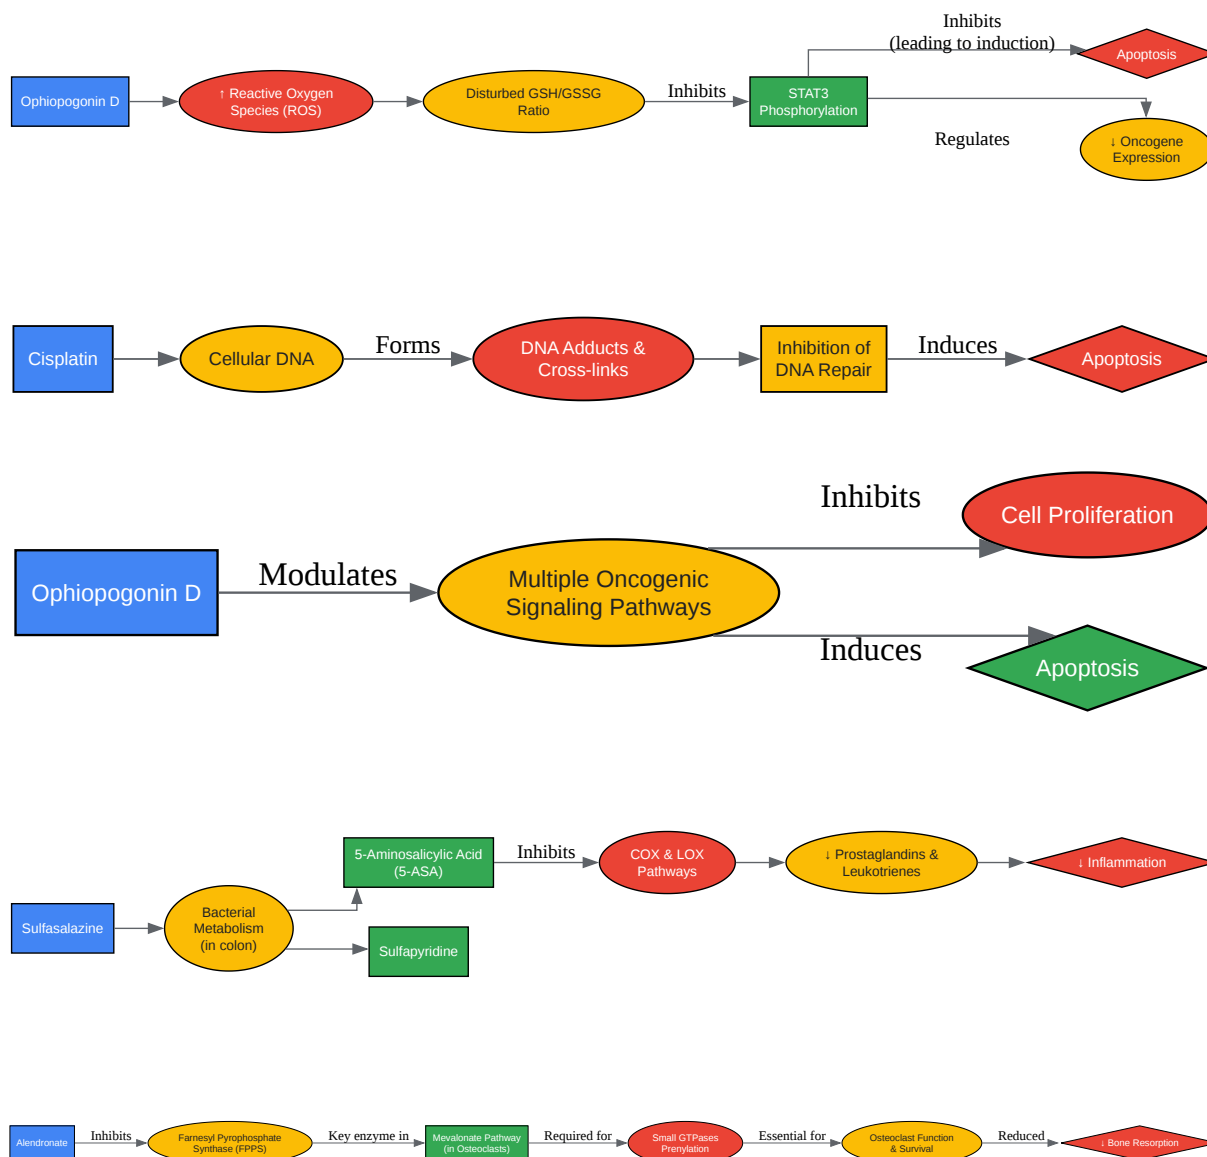 Inhibits
(leading to induction)
Apoptosis
Ophiopogonin D
↑ Reactive Oxygen
Species (ROS)
Disturbed GSH/GSSG
Ratio
Inhibits
STAT3
Phosphorylation
Regulates
↓ Oncogene
Expression
Cisplatin
Cellular DNA
Forms
DNA Adducts &
Cross-links
Inhibition of
DNA Repair
Induces
Apoptosis
Ophiopogonin D
Modulates
Multiple Oncogenic
Signaling Pathways
Inhibits
Cell Proliferation
Induces
Apoptosis
Sulfasalazine
Bacterial
Metabolism
(in colon)
5-Aminosalicylic Acid
(5-ASA)
Inhibits
COX & LOX
Pathways
↓ Prostaglandins &
Leukotrienes
↓ Inflammation
Sulfapyridine
Alendronate
Inhibits
Farnesyl Pyrophosphate
Synthase (FPPS)
Key enzyme in
Mevalonate Pathway
(in Osteoclasts)
Required for
Small GTPases
Prenylation
Essential for
Osteoclast Function
& Survival
Reduced
↓ Bone Resorption